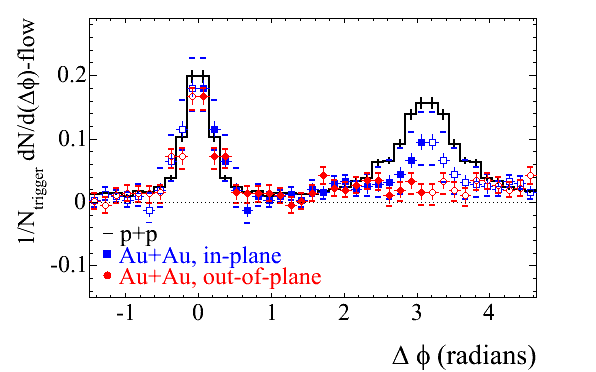 1/N_trigger dN/d(Δϕ)-flow
0.2
0.1
0
-0.1
p+p
Au+Au, in-plane
Au+Au, out-of-plane
-1 0 1 2 3 4
Δ ϕ (radians)